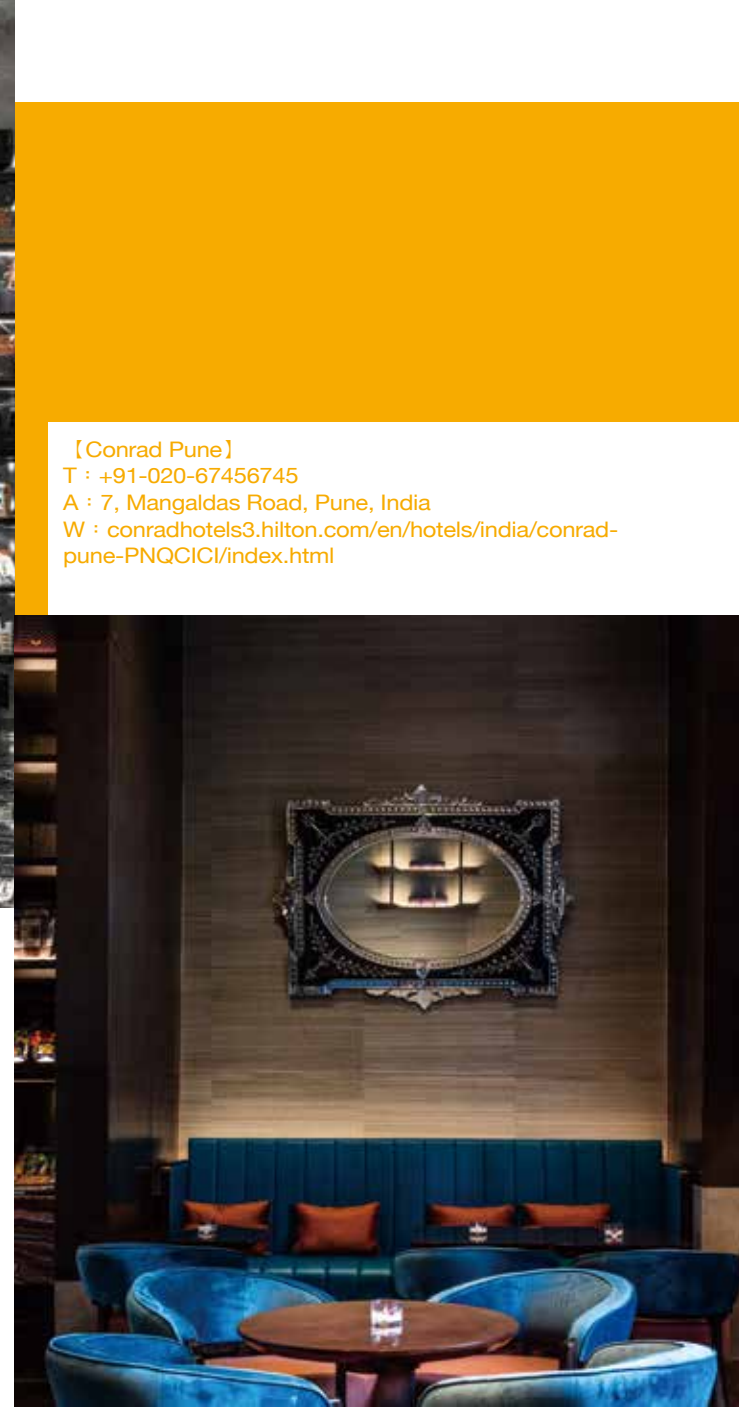 【Conrad Pune】
T：+91-020-67456745
A：7, Mangaldas Road, Pune, India
W：conradhotels3.hilton.com/en/hotels/india/conrad-
pune-PNQCICI/index.html